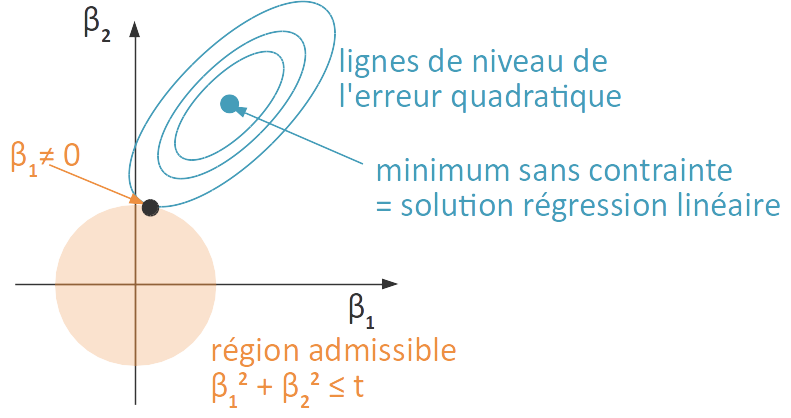 β₂
lignes de niveau de
l'erreur quadratique
β₁≠ 0
minimum sans contrainte
= solution régression linéaire
β₁
région admissible
β₁² + β₂² ≤ t